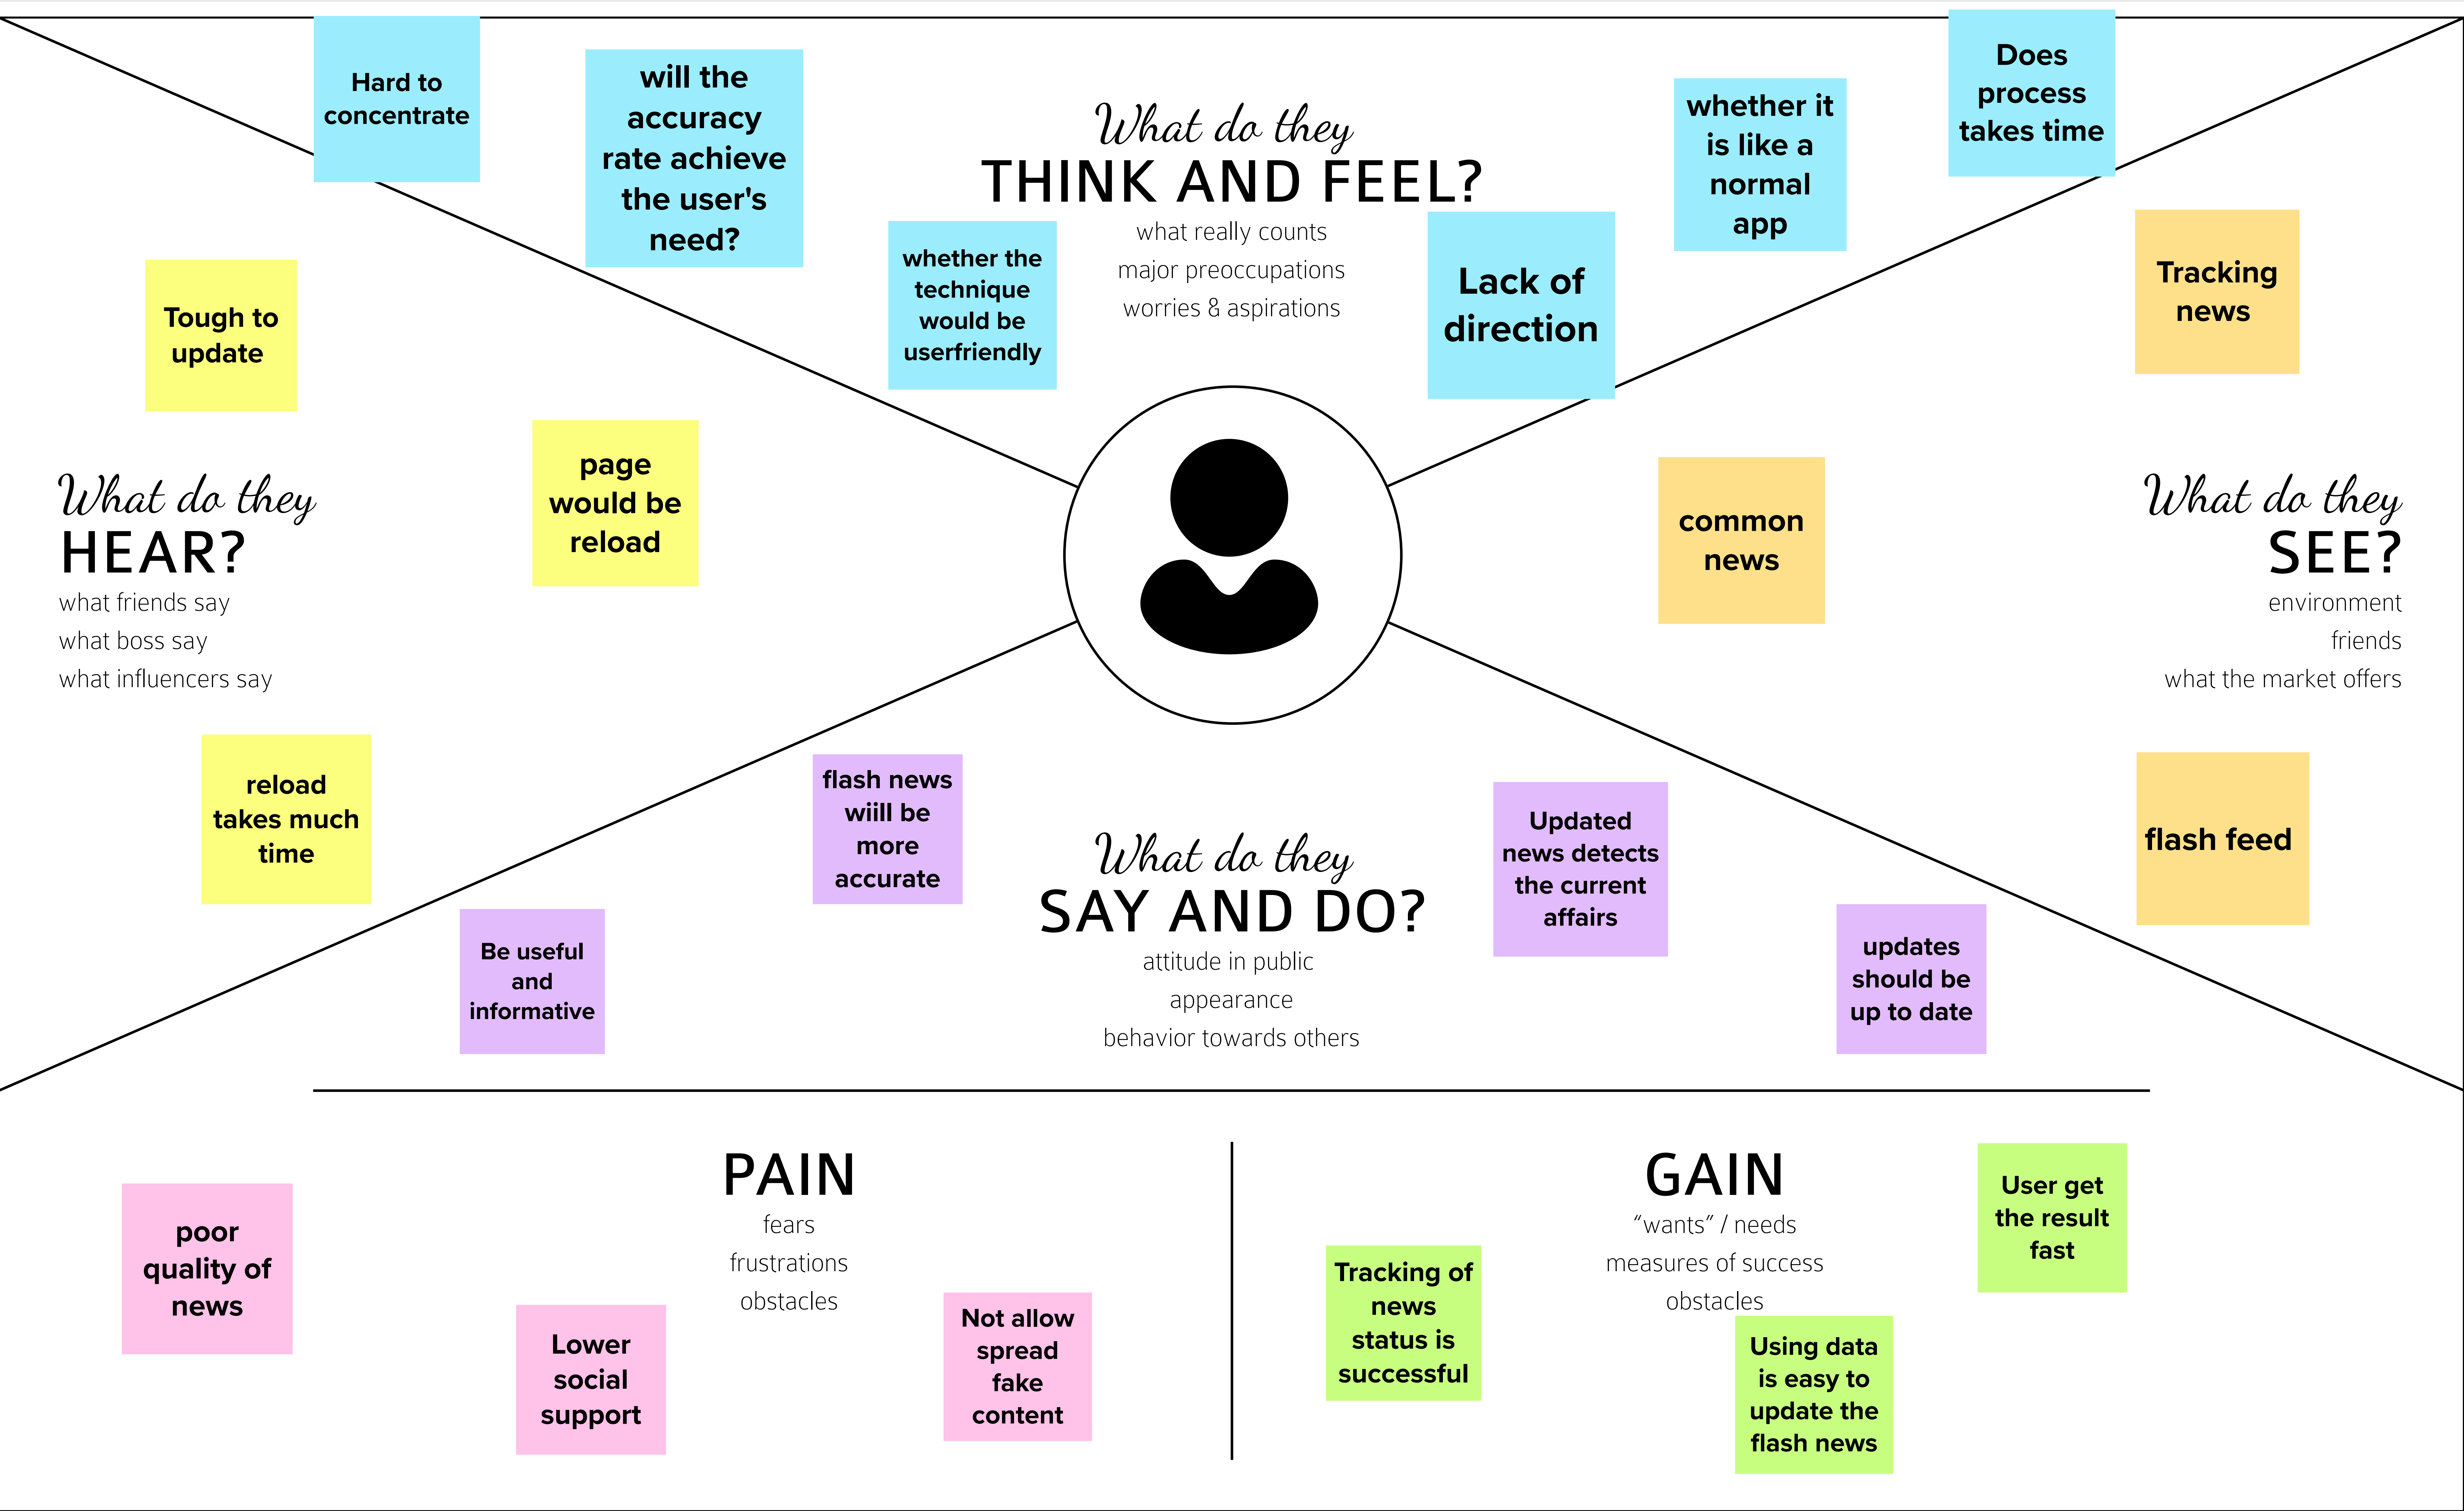 Hard to
concentrate
will the
accuracy
rate achieve
the user's
need?
What do they
THINK AND FEEL?
what really counts
major preoccupations
worries & aspirations
whether the
technique
would be
userfriendly
Lack of
direction
whether it
is like a
normal
app
Does
process
takes time
Tough to
update
page
would be
reload
What do they
HEAR?
what friends say
what boss say
what influencers say
reload
takes much
time
Tracking
news
common
news
What do they
SEE?
environment
friends
what the market offers
flash feed
flash news
wiill be
more
accurate
Be useful
and
informative
What do they
SAY AND DO?
attitude in public
appearance
behavior towards others
Updated
news detects
the current
affairs
updates
should be
up to date
PAIN
fears
frustrations
obstacles
poor
quality of
news
Lower
social
support
Not allow
spread
fake
content
GAIN
“wants” / needs
measures of success
obstacles
Tracking of
news
status is
successful
Using data
is easy to
update the
flash news
User get
the result
fast